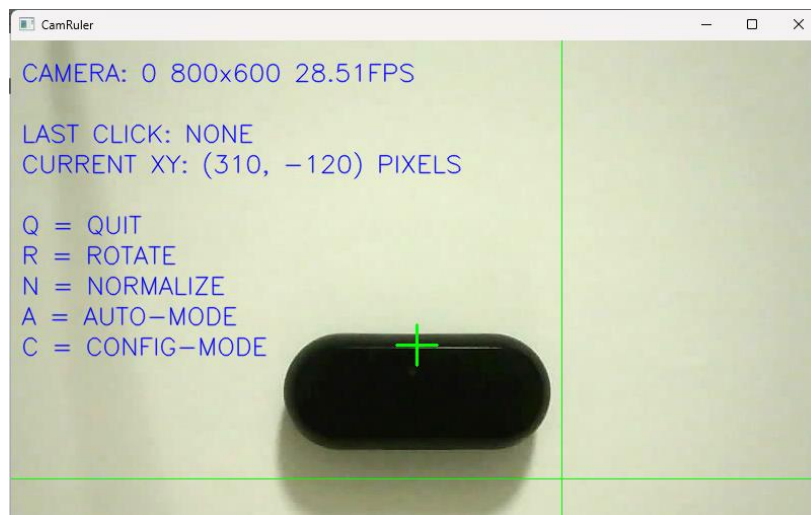 CamRuler
CAMERA: 0 800x600 28.51FPS
LAST CLICK: NONE
CURRENT XY: (310, −120) PIXELS
Q = QUIT
R = ROTATE
N = NORMALIZE
A = AUTO−MODE
C = CONFIG−MODE